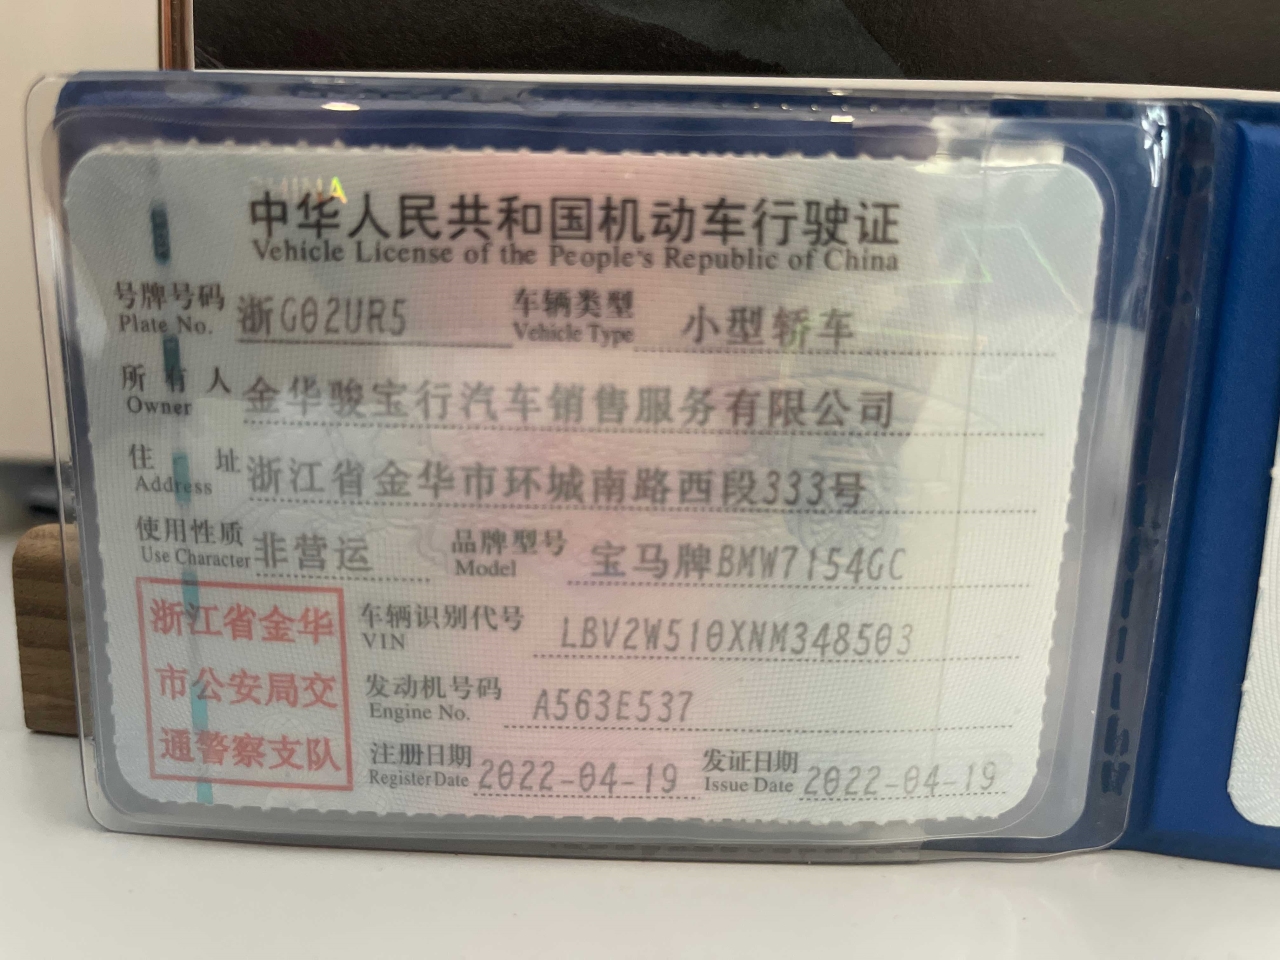 CHINA
中华人民共和国机动车行驶证
Vehicle License of the People's Republic of China
号牌号码 浙G02UR5 车辆类型 小型轿车
Plate No. Vehicle Type
所有人 金华骏宝行汽车销售服务有限公司
Owner
住址 浙江省金华市环城南路西段333号
Address
使用性质 非营运 品牌型号 宝马牌BMW7154GC
Use Character Model
浙江省金华
市公安局交
通警察支队
车辆识别代号 LBV2W510XNM348503
VIN
发动机号码 A563E537
Engine No.
注册日期 2022-04-19 发证日期 2022-04-19
Register Date Issue Date